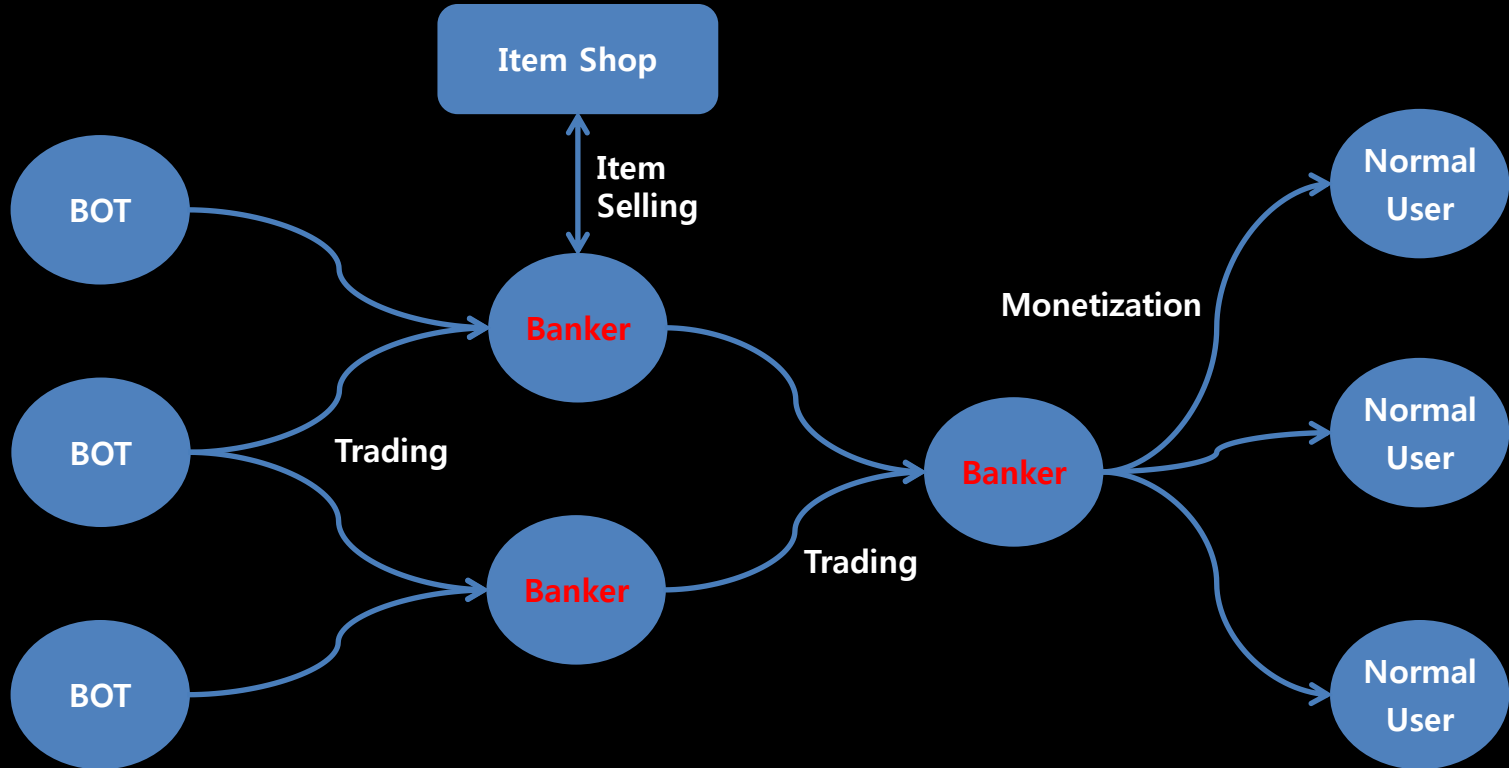 Item Shop
BOT
Item
Selling
Banker
Normal
User
Monetization
BOT
Trading
Banker
Normal
User
Trading
Banker
BOT
Normal
User